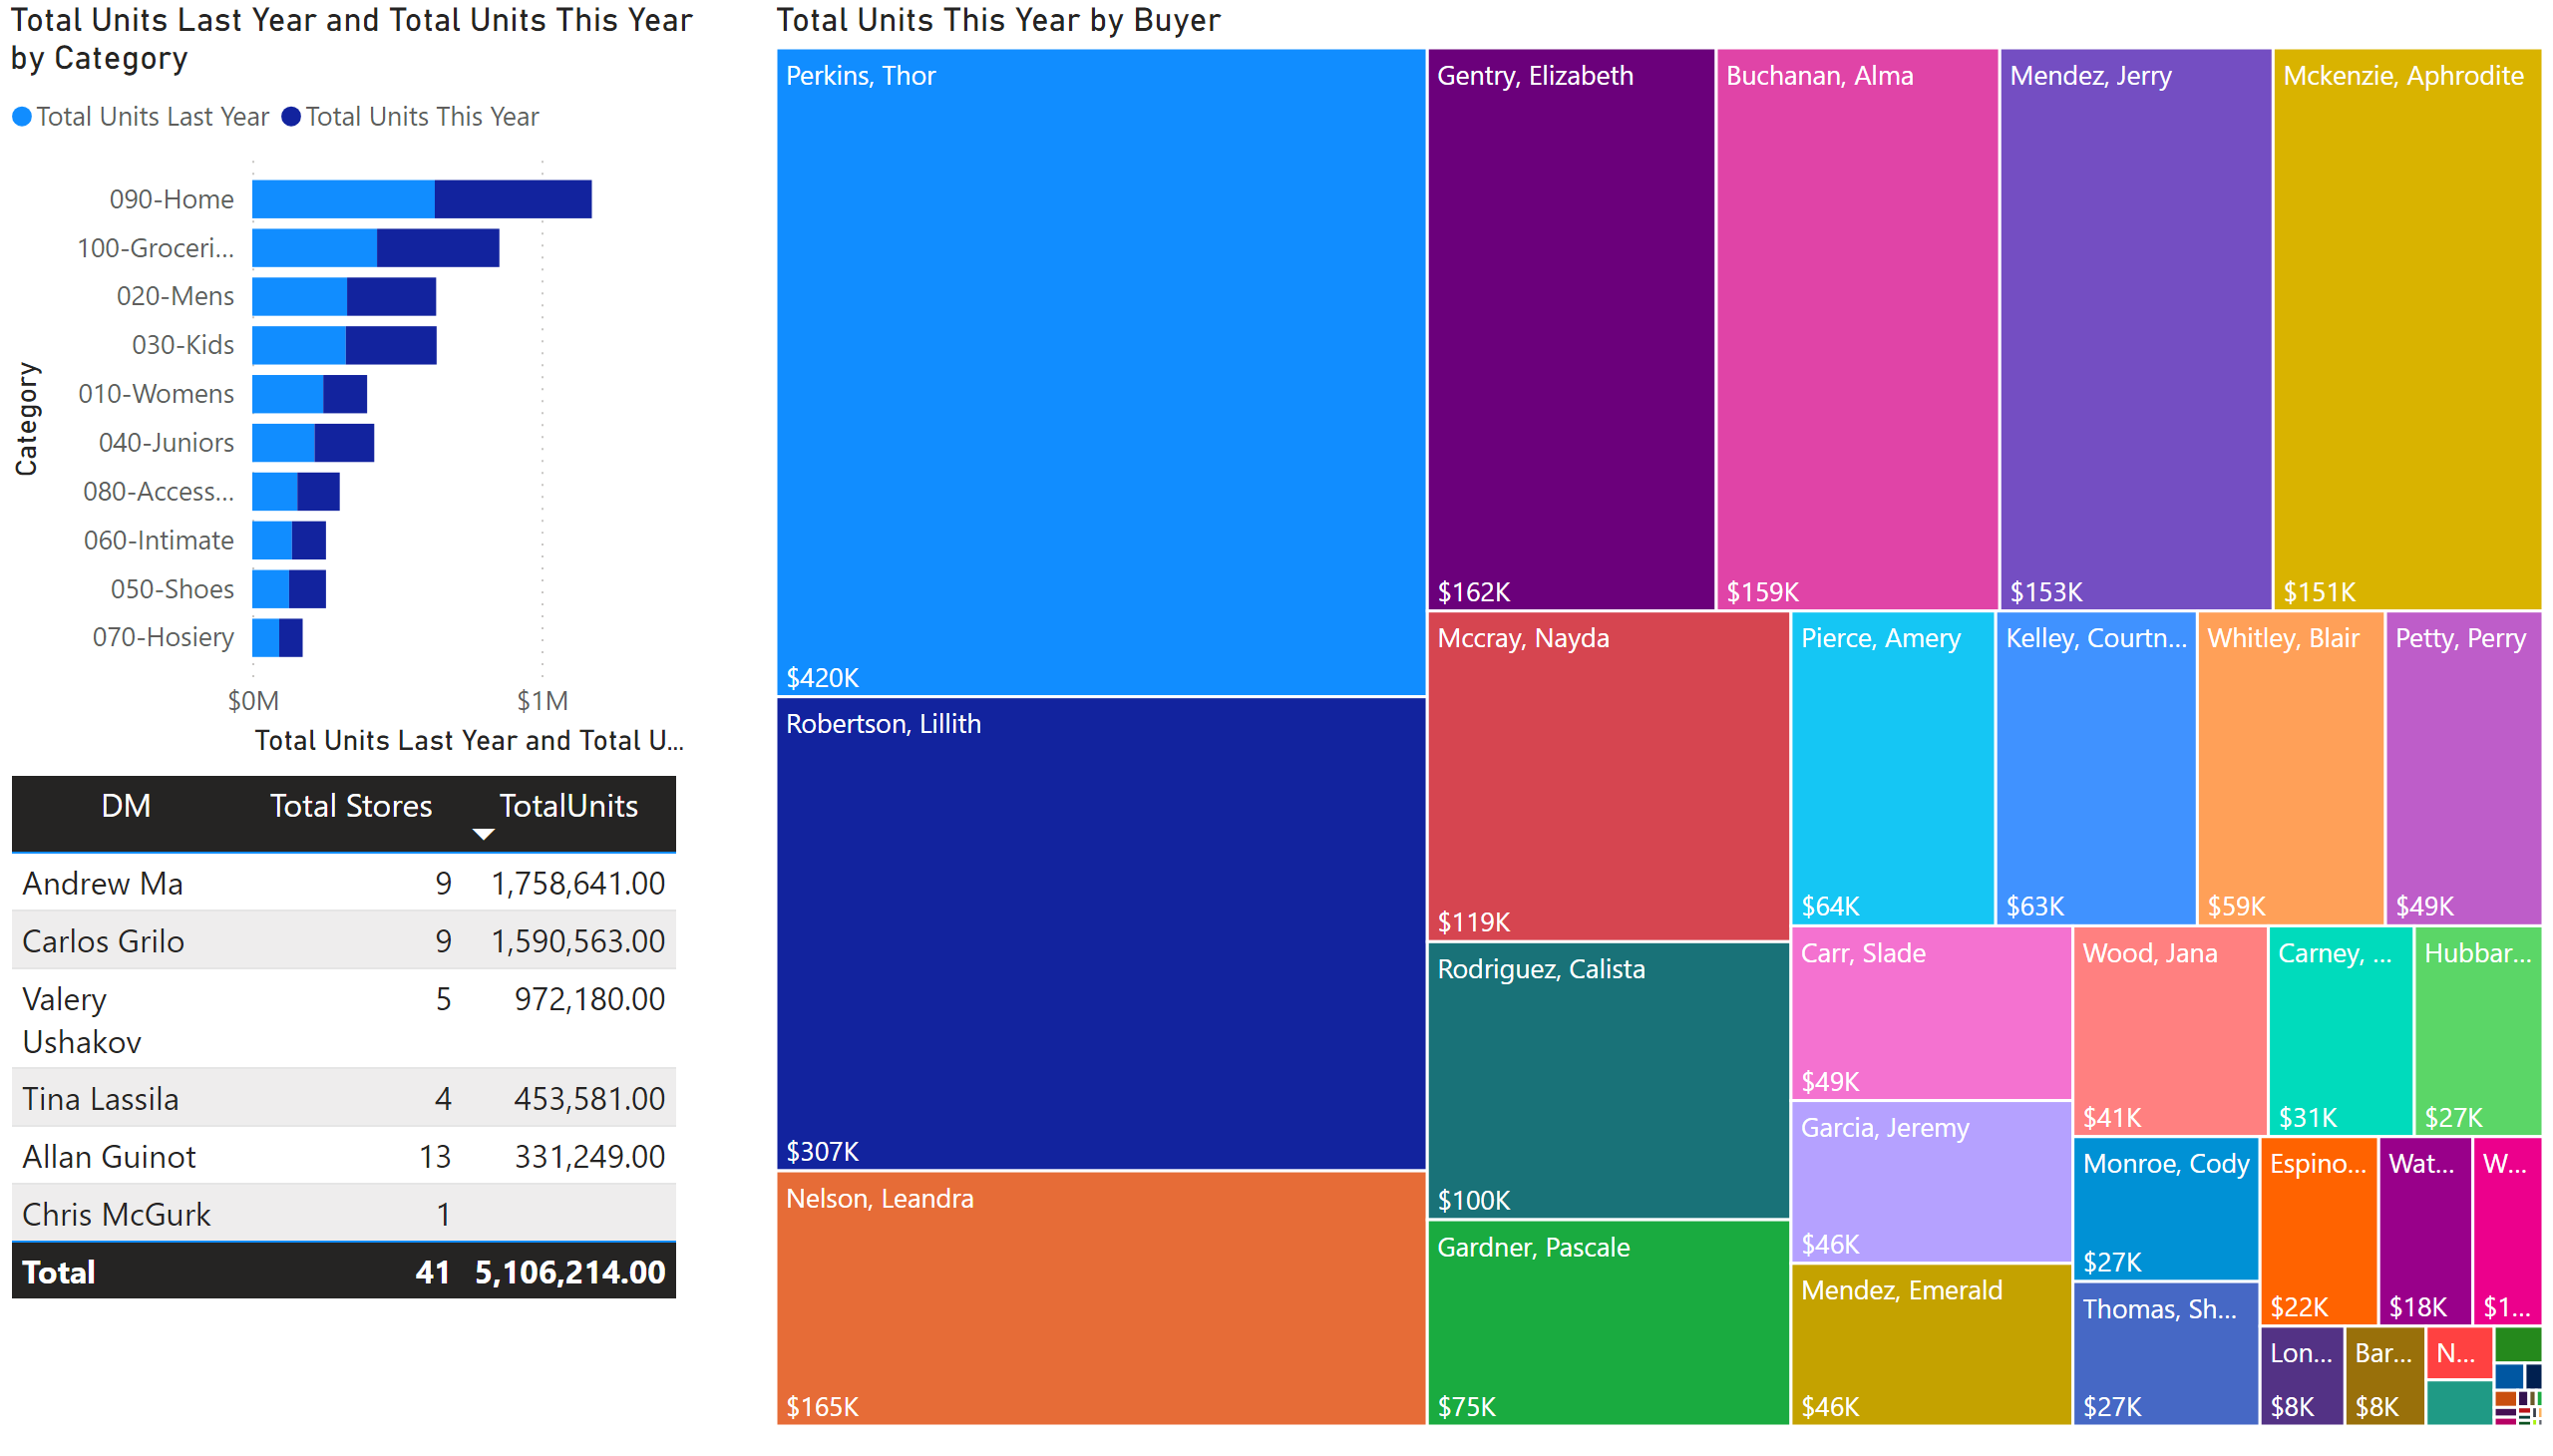 Total Units Last Year and Total Units This Year
by Category
Total Units Last Year Total Units This Year
Category
090-Home
100-Groceri...
020-Mens
030-Kids
010-Womens
040-Juniors
080-Access...
060-Intimate
050-Shoes
070-Hosiery
$0M $1M
Total Units Last Year and Total U...
DM Total Stores TotalUnits
Andrew Ma 9 1,758,641.00
Carlos Grilo 9 1,590,563.00
Valery 5 972,180.00
Ushakov
Tina Lassila 4 453,581.00
Allan Guinot 13 331,249.00
Chris McGurk 1
Total 41 5,106,214.00
Total Units This Year by Buyer
Perkins, Thor
$420K
Robertson, Lillith
$307K
Nelson, Leandra
$165K
Gentry, Elizabeth
$162K
Buchanan, Alma
$159K
Mendez, Jerry
$153K
Mckenzie, Aphrodite
$151K
Mccray, Nayda
$119K
Rodriguez, Calista
$100K
Gardner, Pascale
$75K
Pierce, Amery
$64K
Kelley, Courtn...
$63K
Whitley, Blair
$59K
Petty, Perry
$49K
Carr, Slade
$49K
Garcia, Jeremy
$46K
Mendez, Emerald
$46K
Wood, Jana
$41K
Carney, ...
$31K
Hubbar...
$27K
Monroe, Cody
$27K
Thomas, Sh...
$27K
Espino...
$22K
Wat...
$18K
W...
$1...
Lon...
$8K
Bar...
$8K
N...